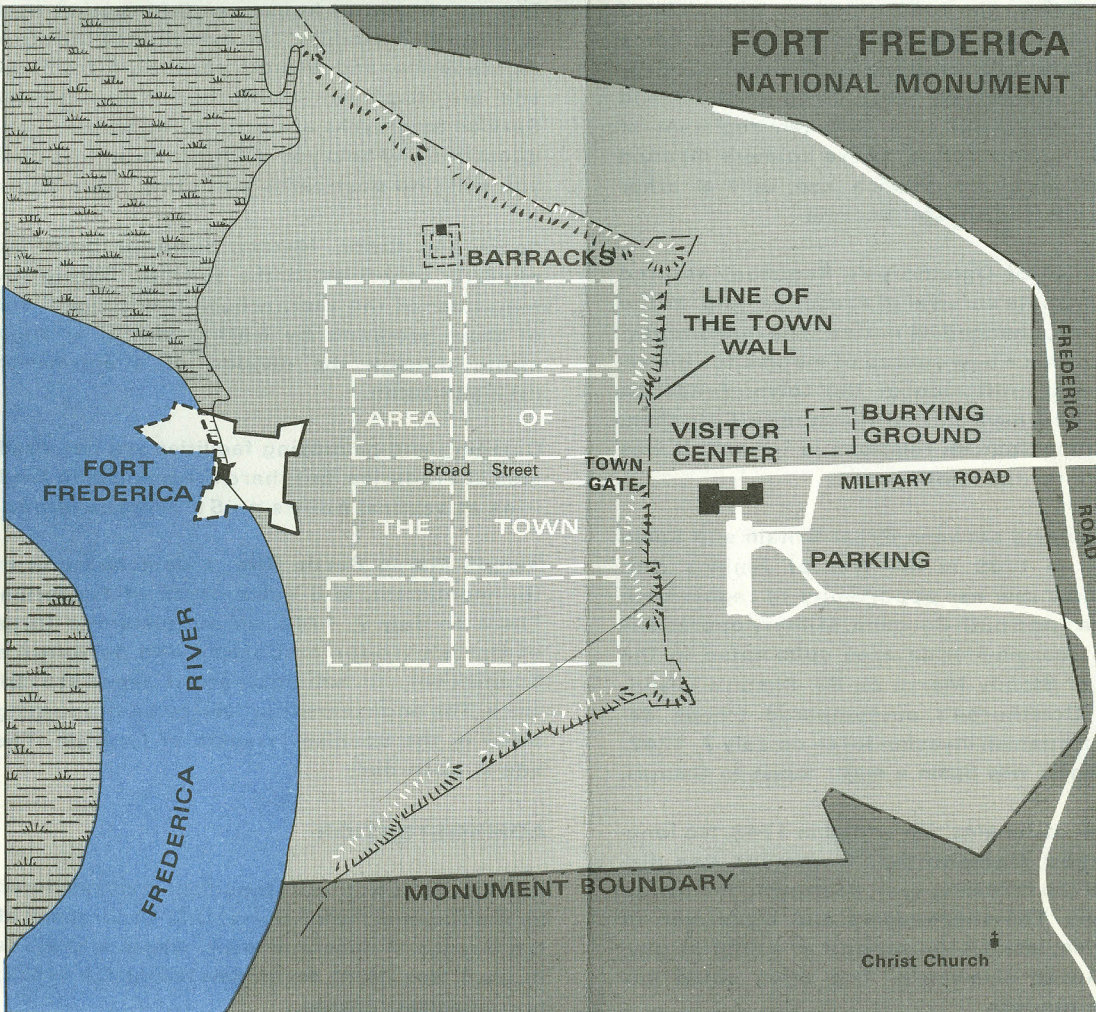 FORT FREDERICA
NATIONAL MONUMENT
BARRACKS
LINE OF
THE TOWN
WALL
FREDERICA
ROAD
AREA
OF
VISITOR
CENTER
BURYING
GROUND
FORT
FREDERICA
Broad Street
TOWN
GATE
MILITARY ROAD
THE
TOWN
PARKING
FREDERICA RIVER
MONUMENT BOUNDARY
Christ Church